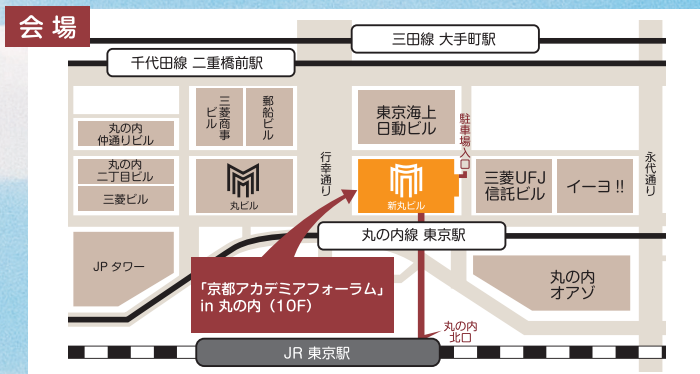 会場
三田線 大手町駅
千代田線 二重橋前駅
三菱商事
ビル
郵船ビル
東京海上
日動ビル
駐車場入口
行幸通り
永代通り
丸の内
仲通りビル
丸の内
二丁目ビル
三菱ビル
丸ビル
新丸ビル
三菱UFJ
信託ビル
イーヨ!!
丸の内線 東京駅
JPタワー
「京都アカデミアフォーラム」
in 丸の内（10F）
丸の内
オアゾ
丸の内
北口
JR 東京駅